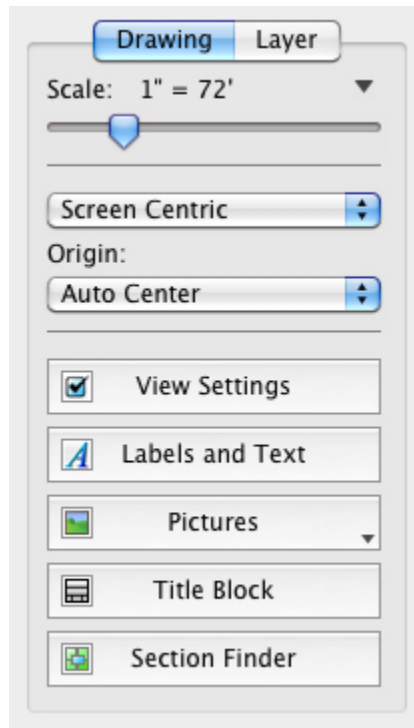 Drawing Layer
Scale: 1" = 72'
Screen Centric
Origin:
Auto Center
View Settings
Labels and Text
Pictures
Title Block
Section Finder